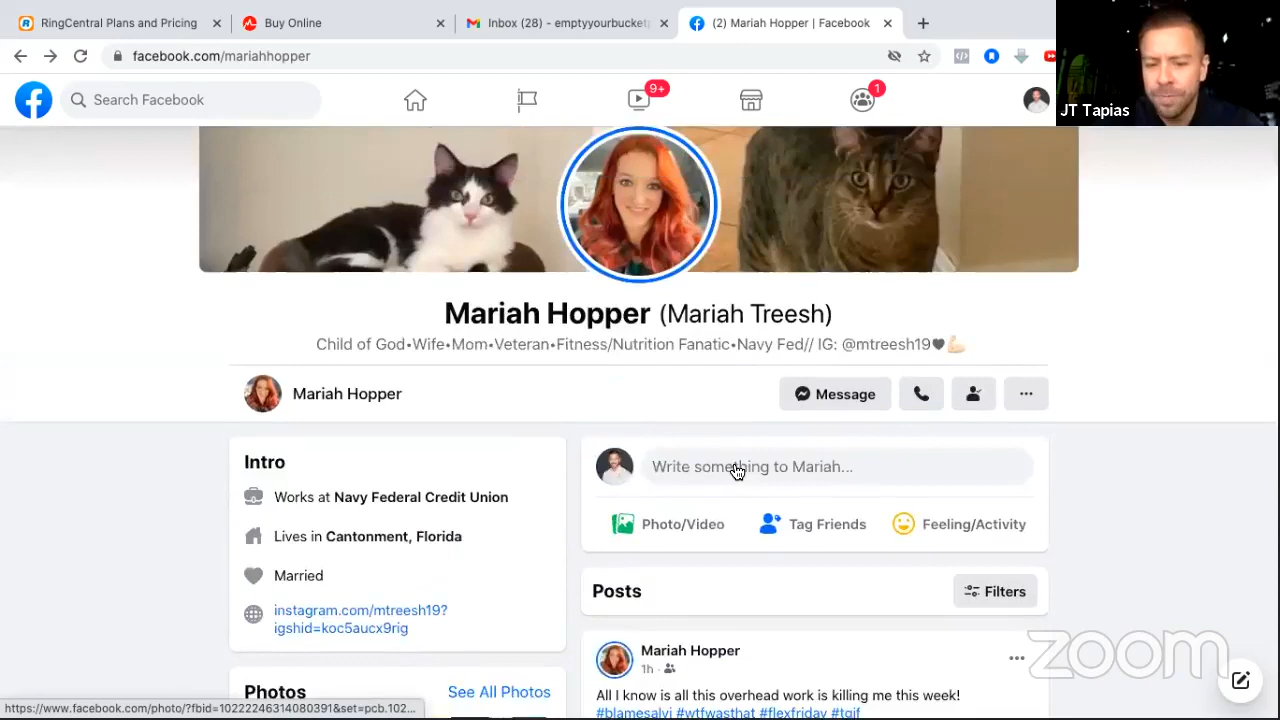 RingCentral Plans and Pricing
Buy Online
Inbox (28) - emptyyourbucket
(2) Mariah Hopper | Facebook
facebook.com/mariahhopper
JT Tapias
Search Facebook
9+
1
Mariah Hopper (Mariah Treesh)
Child of God•Wife•Mom•Veteran•Fitness/Nutrition Fanatic•Navy Fed// IG: @mtreesh19
Mariah Hopper
Message
Intro
Works at Navy Federal Credit Union
Lives in Cantonment, Florida
Married
instagram.com/mtreesh19?
igshid=koc5aucx9rig
Photos
See All Photos
Write something to Mariah...
Photo/Video
Tag Friends
Feeling/Activity
Posts
Filters
Mariah Hopper
1h
All I know is all this overhead work is killing me this week!
#blamesalvi #wtfwasthat #flexfriday #tgif
zoom
https://www.facebook.com/photo/?fbid=10222246314080391&set=pcb.102...